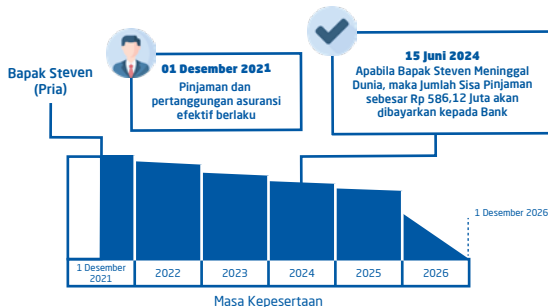 Bapak Steven
(Pria)
01 Desember 2021
Pinjaman dan
pertanggungan asuransi
efektif berlaku
15 Juni 2024
Apabila Bapak Steven Meninggal
Dunia, maka Jumlah Sisa Pinjaman
sebesar Rp 586,12 Juta akan
dibayarkan kepada Bank
1 Desember 2026
1 Desember
2021
2022
2023
2024
2025
2026
Masa Kepesertaan